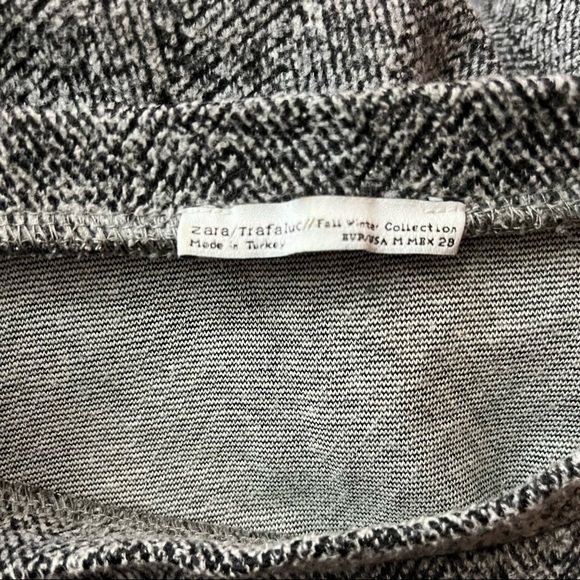 zara/Trafaluc//Fall Winter Collection
Made in Turkey EUR/USA M MEX 28